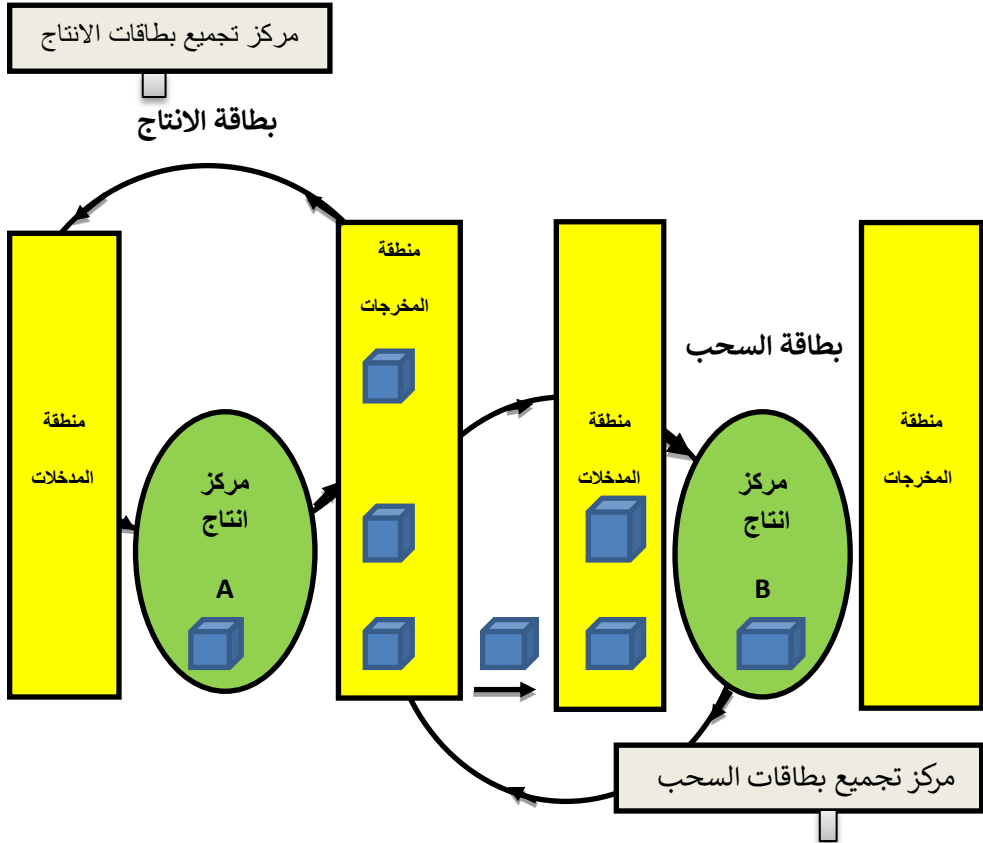 مركز تجميع بطاقات الانتاج
بطاقة الانتاج
منطقة
المخرجات
بطاقة السحب
منطقة
المخرجات
منطقة
المدخلات
مركز
انتاج
B
منطقة
المدخلات
مركز
انتاج
A
مركز تجميع بطاقات السحب